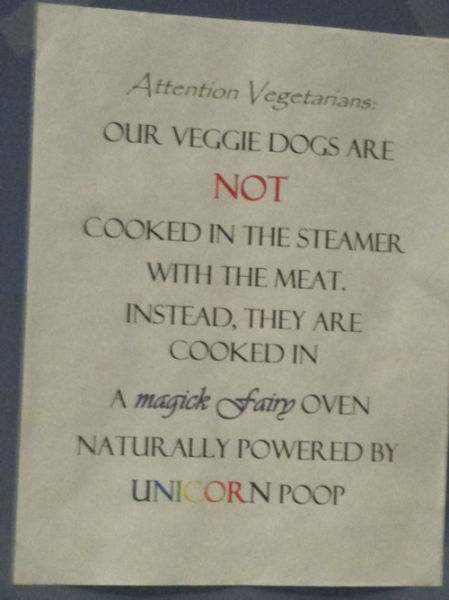 Attention Vegetarians:
OUR VEGGIE DOGS ARE
NOT
COOKED IN THE STEAMER
WITH THE MEAT.
INSTEAD, THEY ARE
COOKED IN
A magick Fairy OVEN
NATURALLY POWERED BY
UNICORN POOP